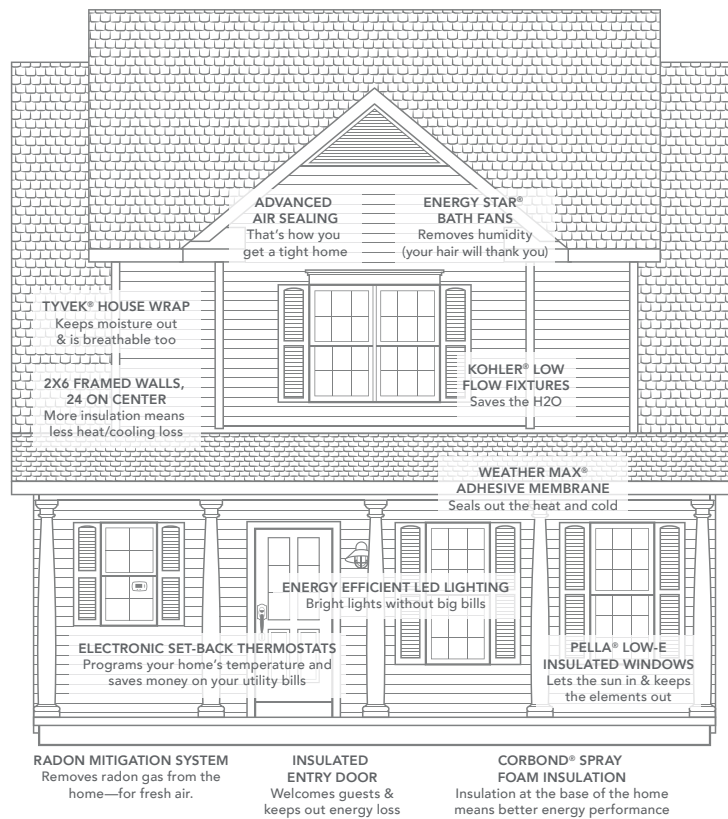 ADVANCED
AIR SEALING
That's how you
get a tight home
ENERGY STAR®
BATH FANS
Removes humidity
(your hair will thank you)
TYVEK® HOUSE WRAP
Keeps moisture out
& is breathable too
2X6 FRAMED WALLS,
24 ON CENTER
More insulation means
less heat/cooling loss
KOHLER® LOW
FLOW FIXTURES
Saves the H2O
WEATHER MAX®
ADHESIVE MEMBRANE
Seals out the heat and cold
ENERGY EFFICIENT LED LIGHTING
Bright lights without big bills
ELECTRONIC SET-BACK THERMOSTATS
Programs your home's temperature and
saves money on your utility bills
PELLA® LOW-E
INSULATED WINDOWS
Lets the sun in & keeps
the elements out
RADON MITIGATION SYSTEM
Removes radon gas from the
home—for fresh air.
INSULATED
ENTRY DOOR
Welcomes guests &
keeps out energy loss
CORBOND® SPRAY
FOAM INSULATION
Insulation at the base of the home
means better energy performance